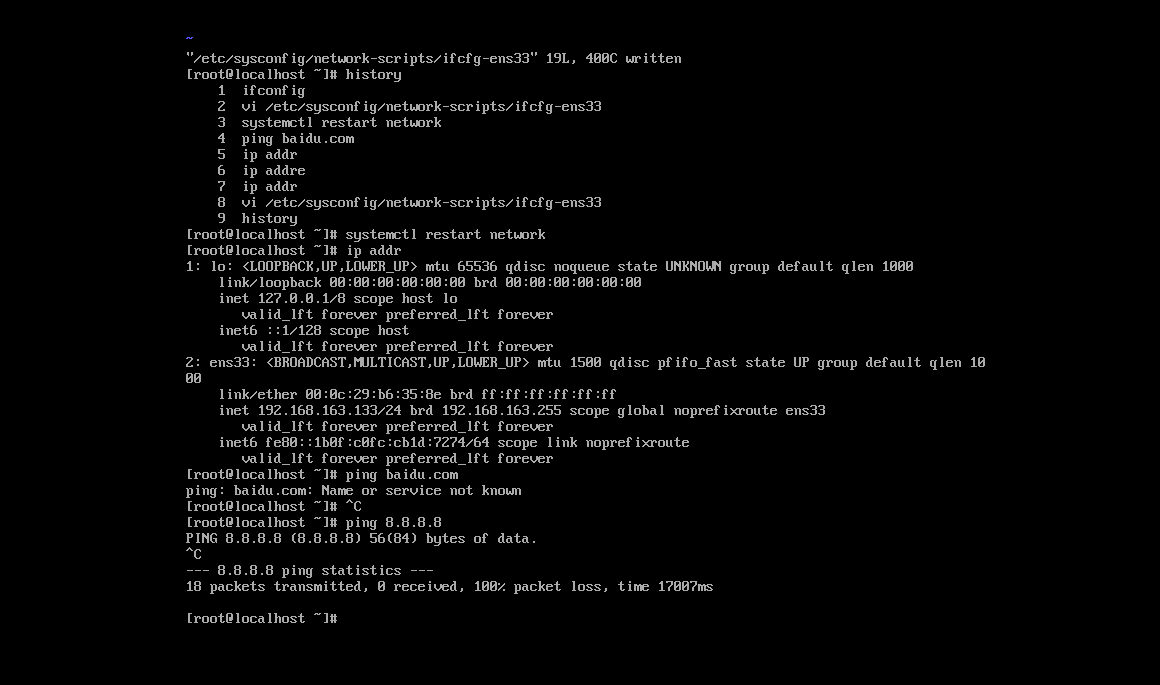 ~
"/etc/sysconfig/network-scripts/ifcfg-ens33" 19L, 400C written
[root@localhost ~]# history
    1  ifconfig
    2  vi /etc/sysconfig/network-scripts/ifcfg-ens33
    3  systemctl restart network
    4  ping baidu.com
    5  ip addr
    6  ip addre
    7  ip addr
    8  vi /etc/sysconfig/network-scripts/ifcfg-ens33
    9  history
[root@localhost ~]# systemctl restart network
[root@localhost ~]# ip addr
1: lo: <LOOPBACK,UP,LOWER_UP> mtu 65536 qdisc noqueue state UNKNOWN group default qlen 1000
    link/loopback 00:00:00:00:00:00 brd 00:00:00:00:00:00
    inet 127.0.0.1/8 scope host lo
       valid_lft forever preferred_lft forever
    inet6 ::1/128 scope host
       valid_lft forever preferred_lft forever
2: ens33: <BROADCAST,MULTICAST,UP,LOWER_UP> mtu 1500 qdisc pfifo_fast state UP group default qlen 10
00
    link/ether 00:0c:29:b6:35:8e brd ff:ff:ff:ff:ff:ff
    inet 192.168.163.133/24 brd 192.168.163.255 scope global noprefixroute ens33
       valid_lft forever preferred_lft forever
    inet6 fe80::1b0f:c0fc:cb1d:7274/64 scope link noprefixroute
       valid_lft forever preferred_lft forever
[root@localhost ~]# ping baidu.com
ping: baidu.com: Name or service not known
[root@localhost ~]# ^C
[root@localhost ~]# ping 8.8.8.8
PING 8.8.8.8 (8.8.8.8) 56(84) bytes of data.
^C
--- 8.8.8.8 ping statistics ---
18 packets transmitted, 0 received, 100% packet loss, time 17007ms

[root@localhost ~]#